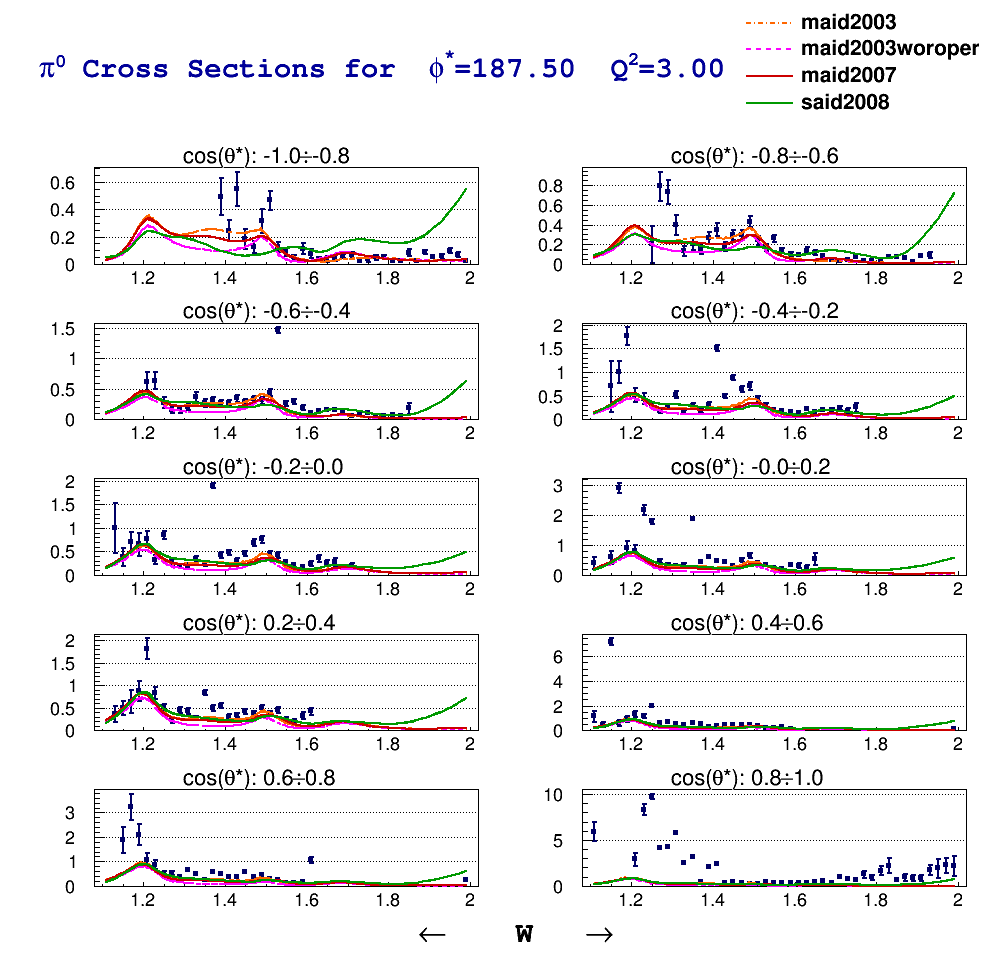 maid2003
maid2003woroper
maid2007
said2008
π⁰ Cross Sections for ϕ*=187.50 Q²=3.00
cos(θ*): -1.0÷-0.8
0.6
0.4
0.2
0
1.2 1.4 1.6 1.8 2
cos(θ*): -0.8÷-0.6
0.8
0.6
0.4
0.2
0
1.2 1.4 1.6 1.8 2
cos(θ*): -0.6÷-0.4
1.5
1
0.5
0
1.2 1.4 1.6 1.8 2
cos(θ*): -0.4÷-0.2
2
1.5
1
0.5
0
1.2 1.4 1.6 1.8 2
cos(θ*): -0.2÷0.0
2
1.5
1
0.5
0
1.2 1.4 1.6 1.8 2
cos(θ*): -0.0÷0.2
3
2
1
0
1.2 1.4 1.6 1.8 2
cos(θ*): 0.2÷0.4
2
1.5
1
0.5
0
1.2 1.4 1.6 1.8 2
cos(θ*): 0.4÷0.6
6
4
2
0
1.2 1.4 1.6 1.8 2
cos(θ*): 0.6÷0.8
3
2
1
0
1.2 1.4 1.6 1.8 2
cos(θ*): 0.8÷1.0
10
5
0
1.2 1.4 1.6 1.8 2
← W →